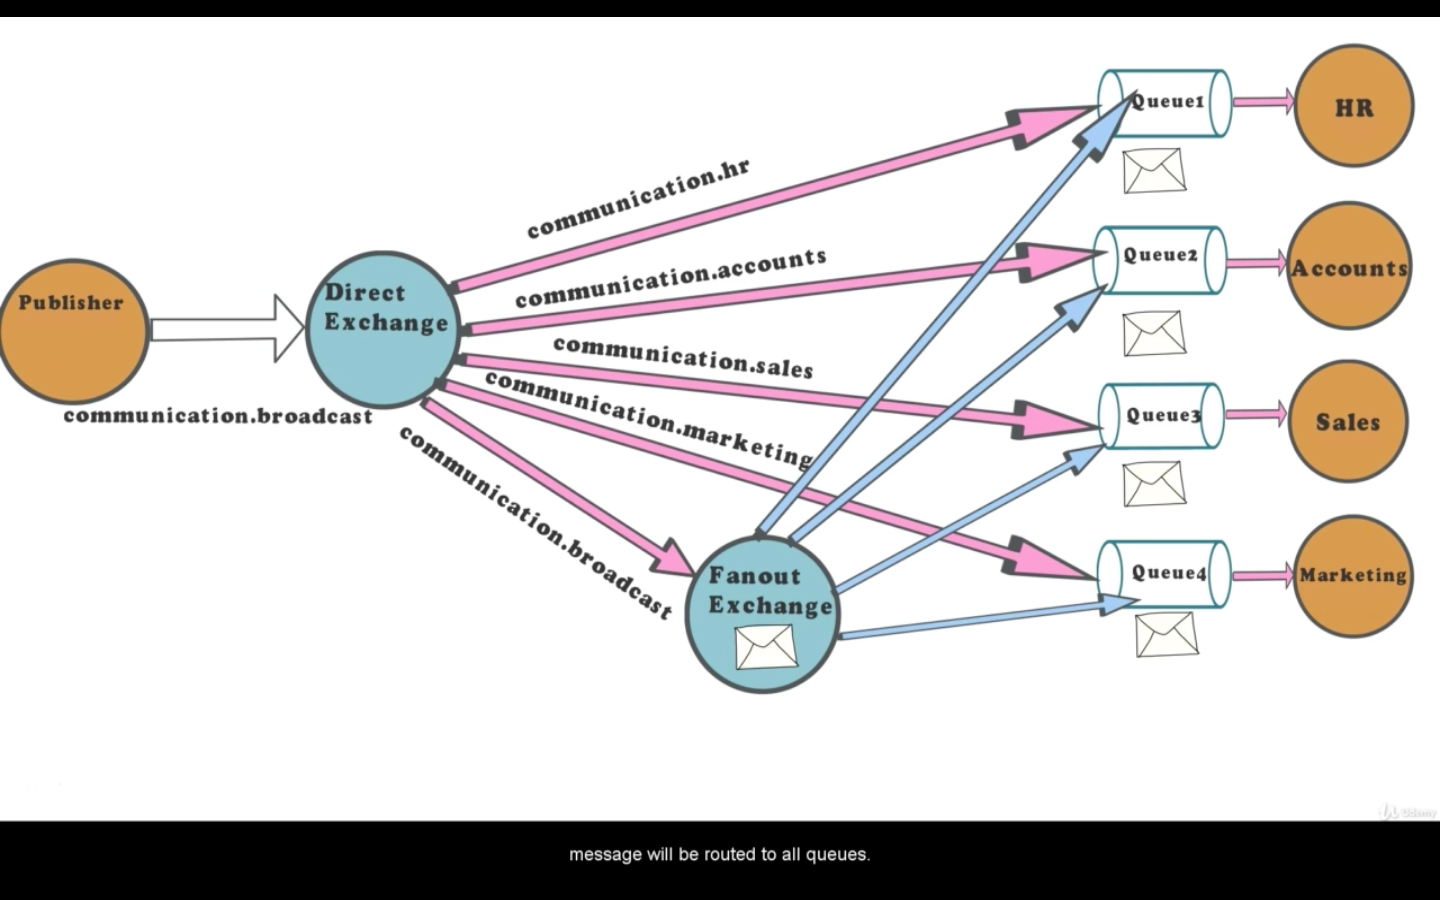 Publisher
communication.broadcast
Direct
Exchange
communication.hr
communication.accounts
communication.sales
communication.marketing
communication.broadcast
Fanout
Exchange
Queue1
HR
Queue2
Accounts
Queue3
Sales
Queue4
Marketing
Udemy
message will be routed to all queues.